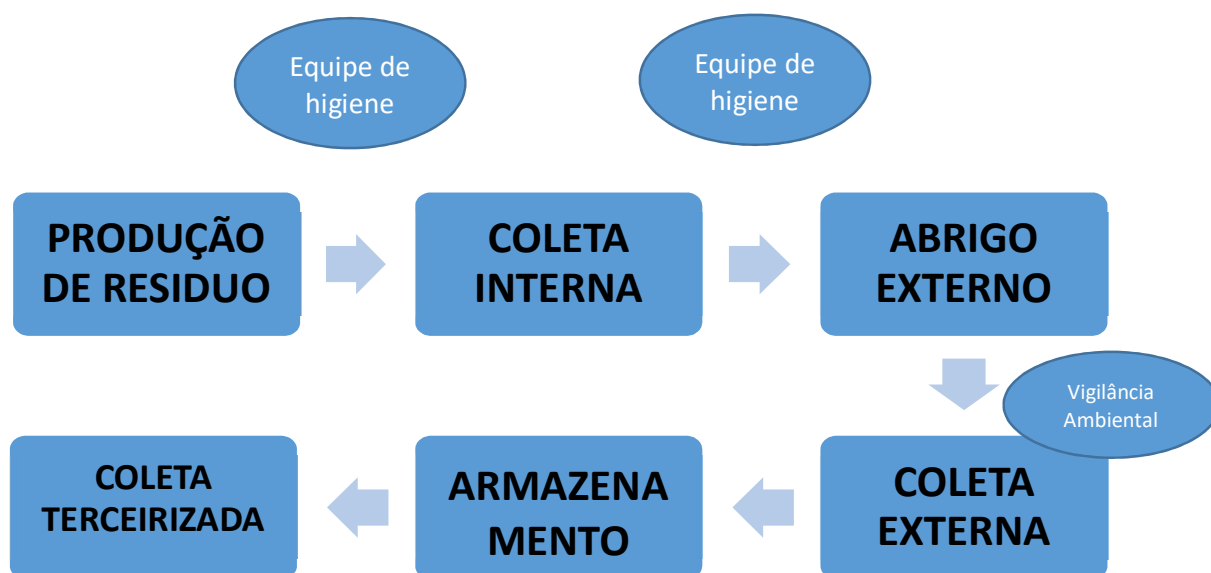 Equipe de
higiene
Equipe de
higiene
PRODUÇÃO
DE RESIDUO
COLETA
INTERNA
ABRIGO
EXTERNO
Vigilância
Ambiental
COLETA
TERCEIRIZADA
ARMAZENA
MENTO
COLETA
EXTERNA